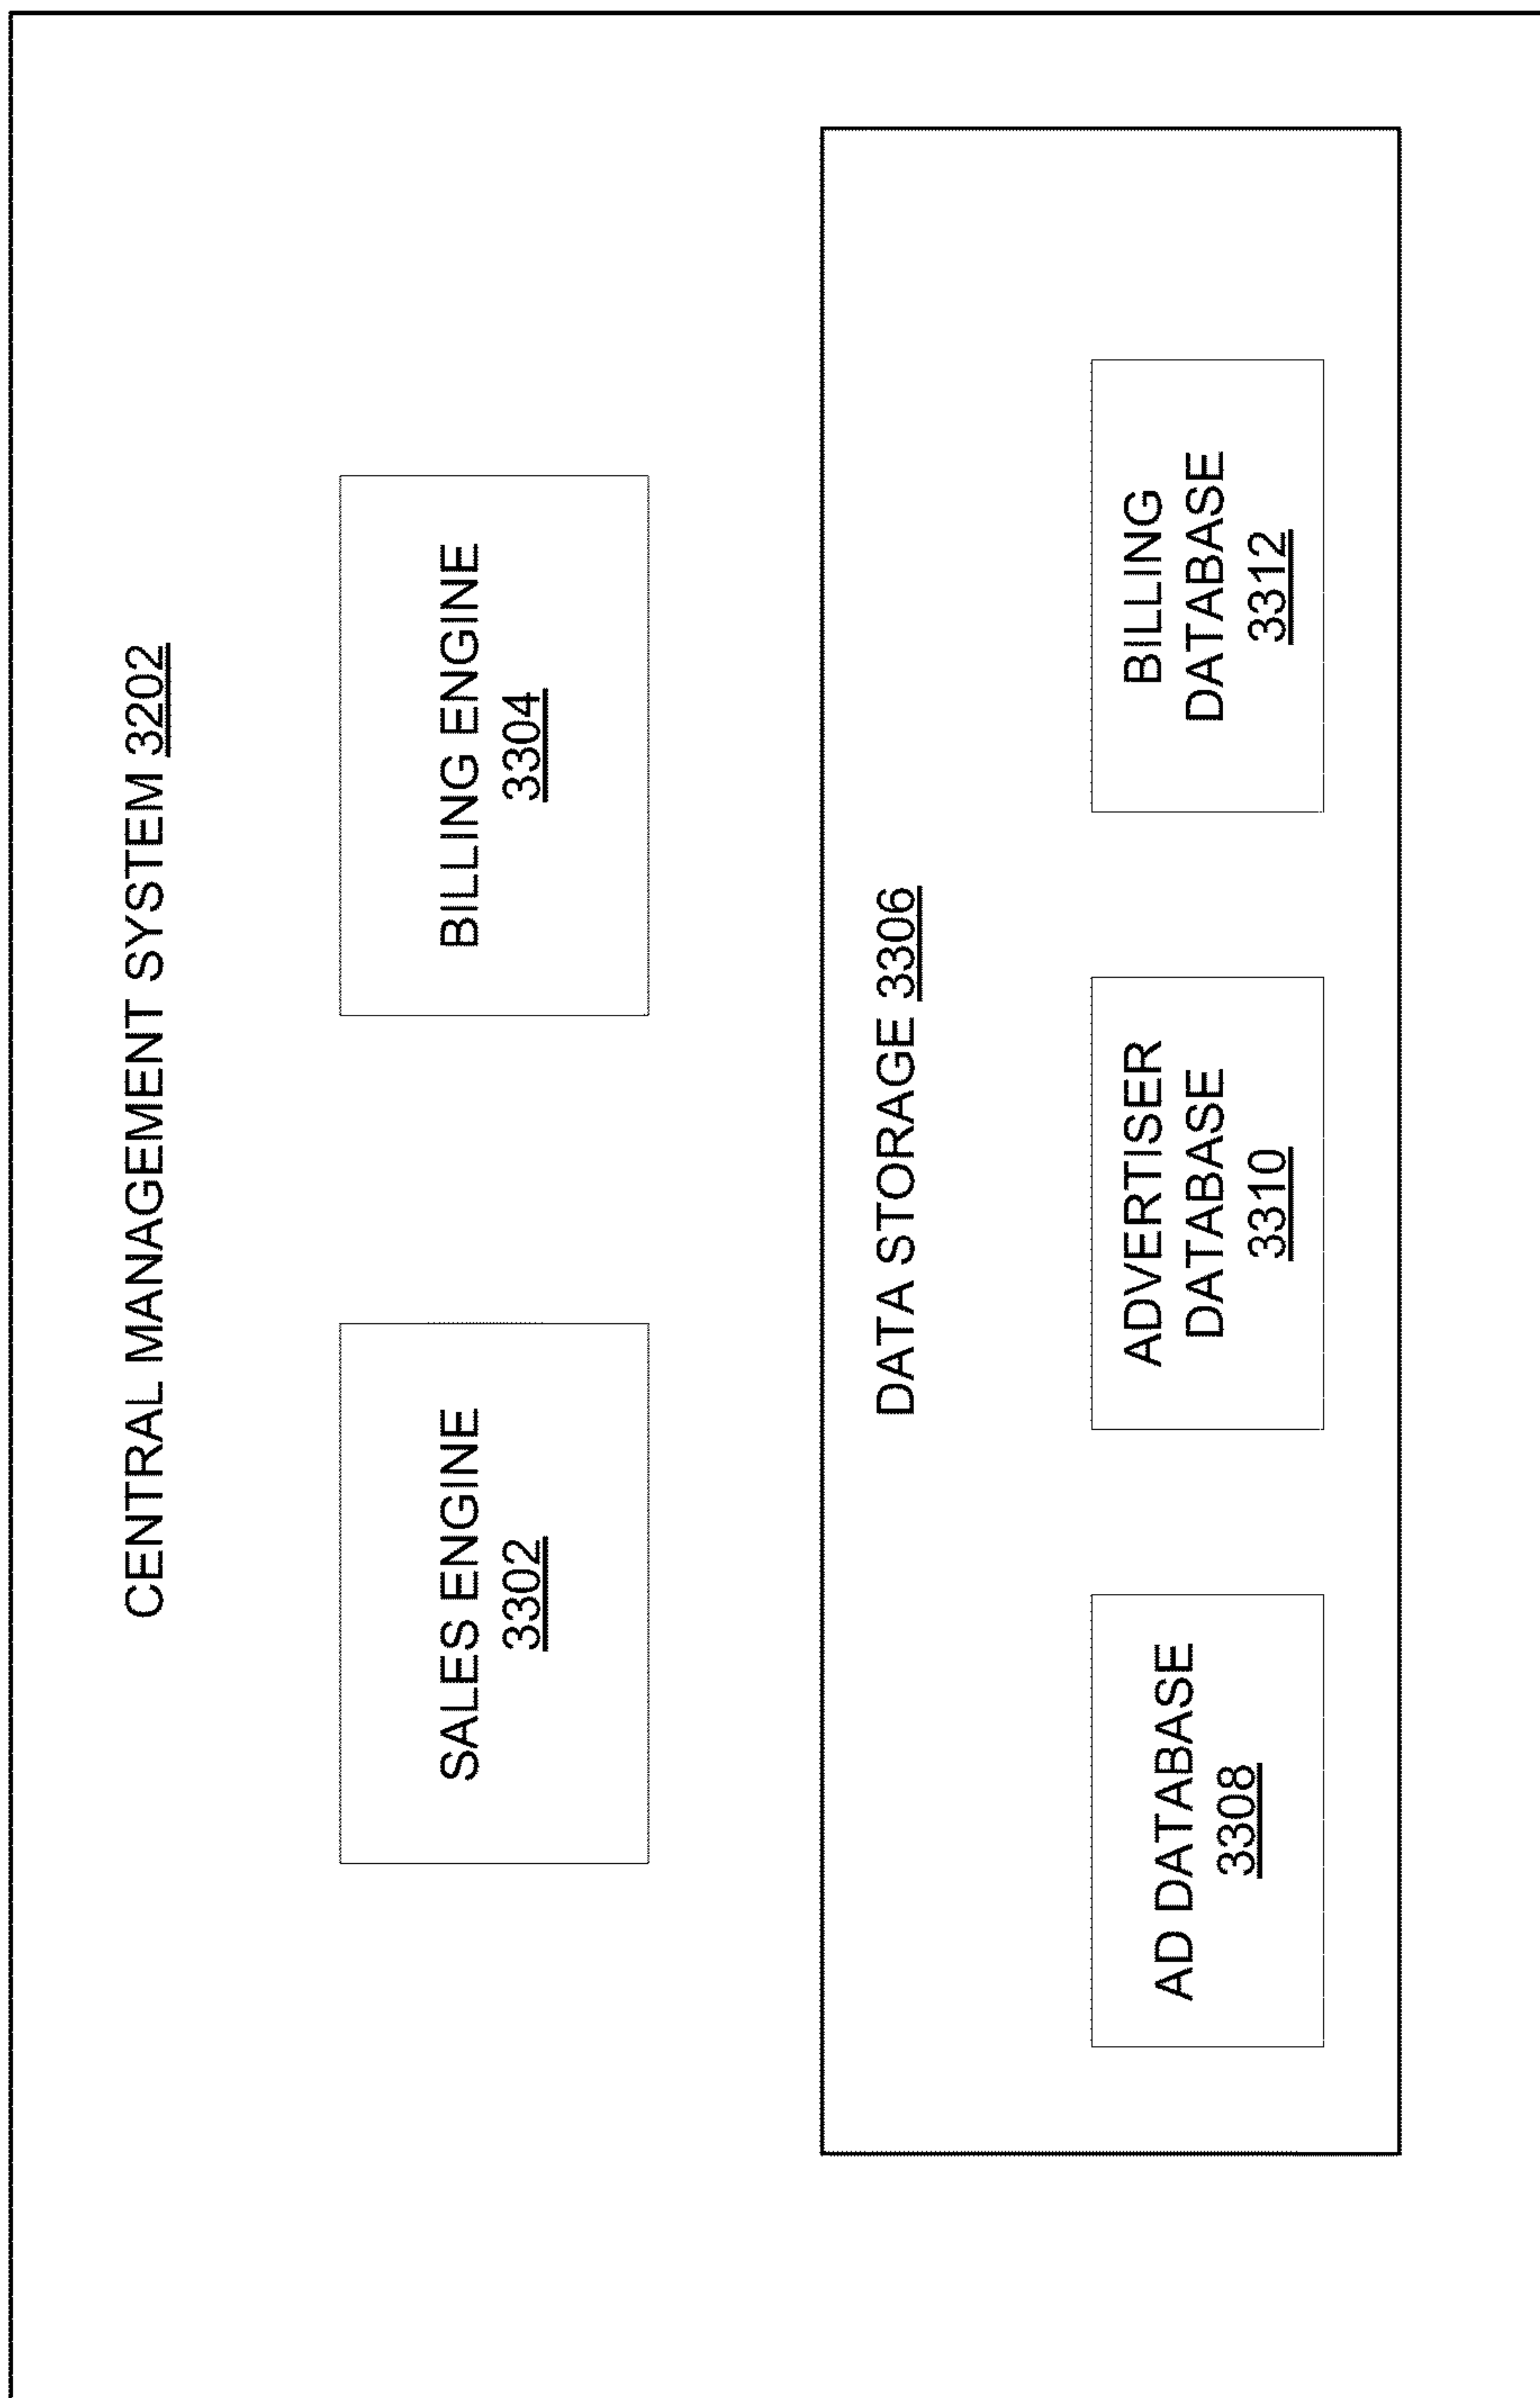 CENTRAL MANAGEMENT SYSTEM 3202
SALES ENGINE
3302
BILLING ENGINE
3304
DATA STORAGE 3306
AD DATABASE
3308
ADVERTISER
DATABASE
3310
BILLING
DATABASE
3312